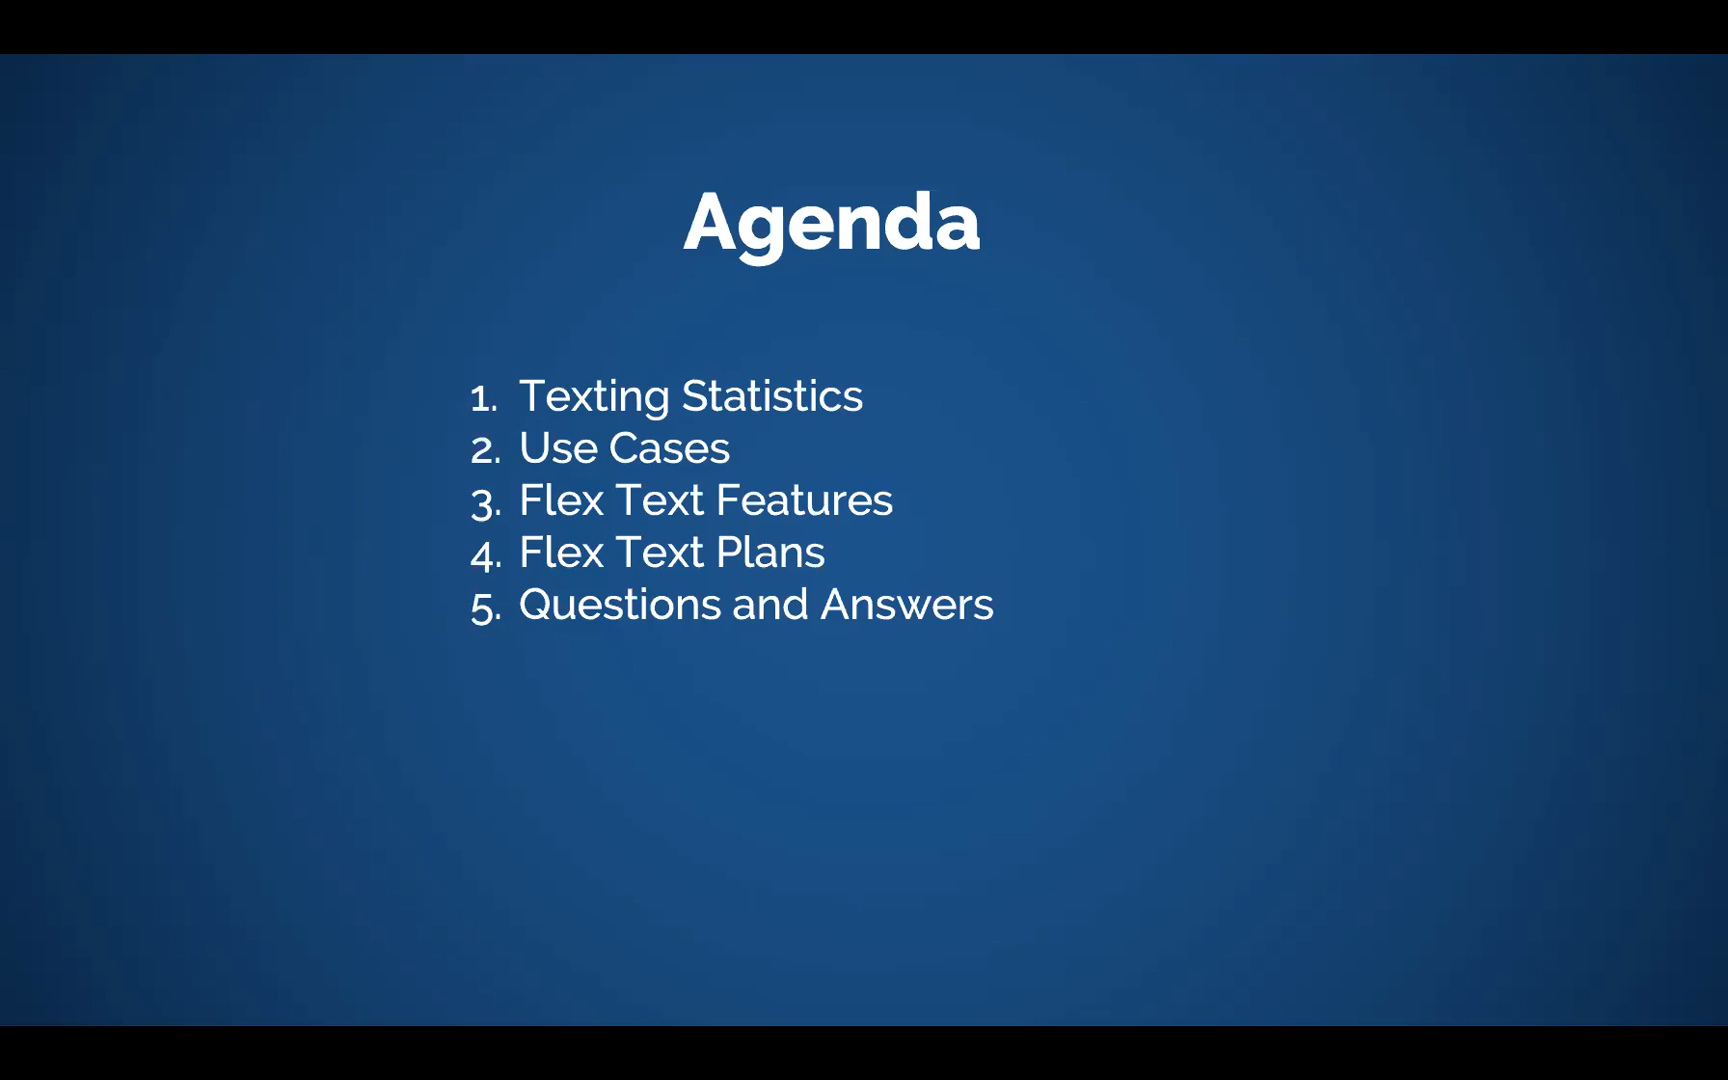 Agenda
1. Texting Statistics
2. Use Cases
3. Flex Text Features
4. Flex Text Plans
5. Questions and Answers